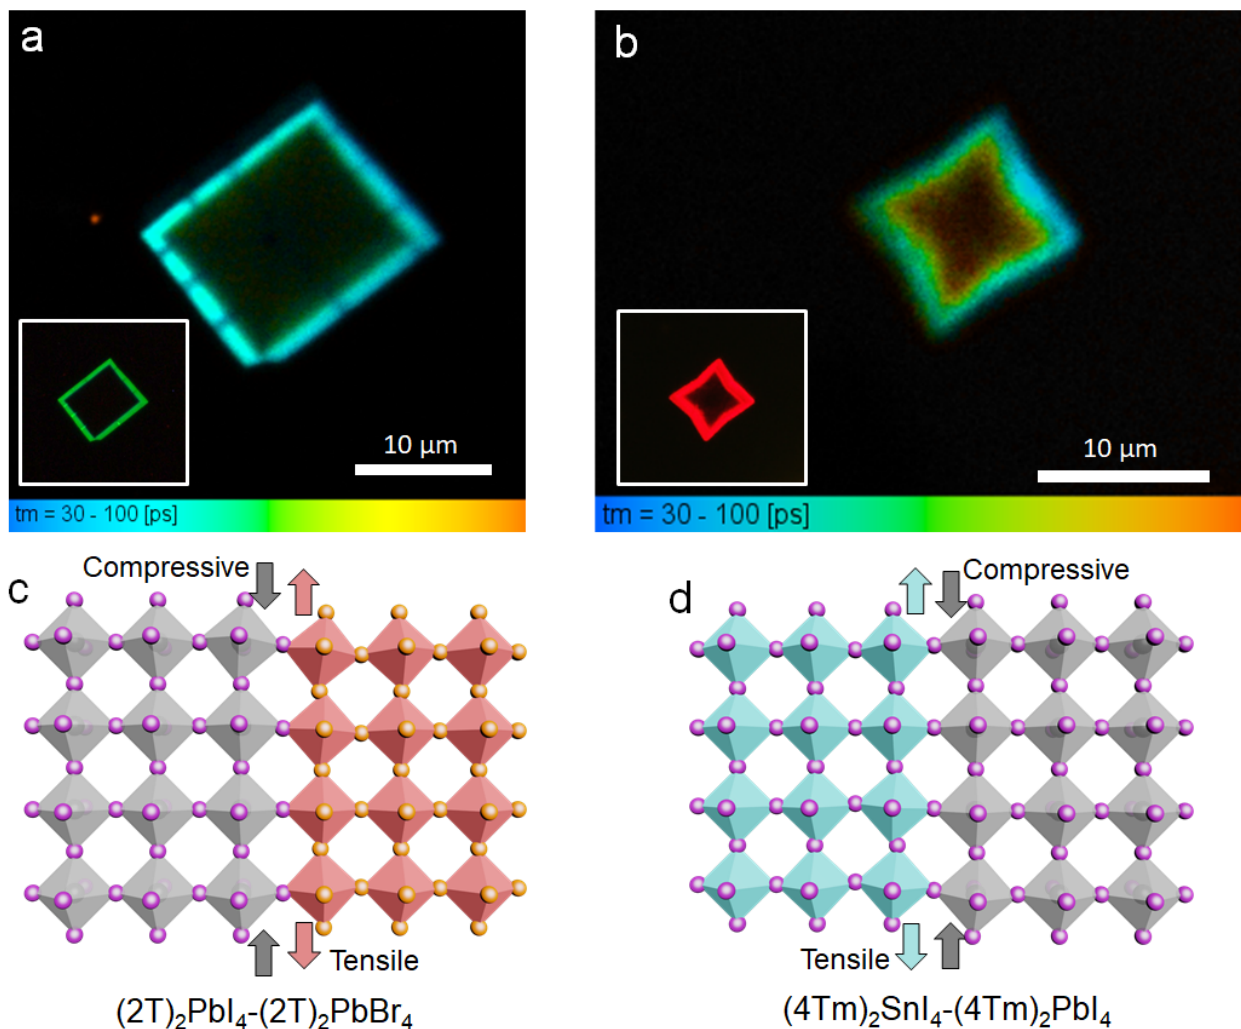 a
10 µm
tm = 30 - 100 [ps]
b
10 µm
tm = 30 - 100 [ps]
c
Compressive
Tensile
(2T)₂PbI₄-(2T)₂PbBr₄
d
Compressive
Tensile
(4Tm)₂SnI₄-(4Tm)₂PbI₄